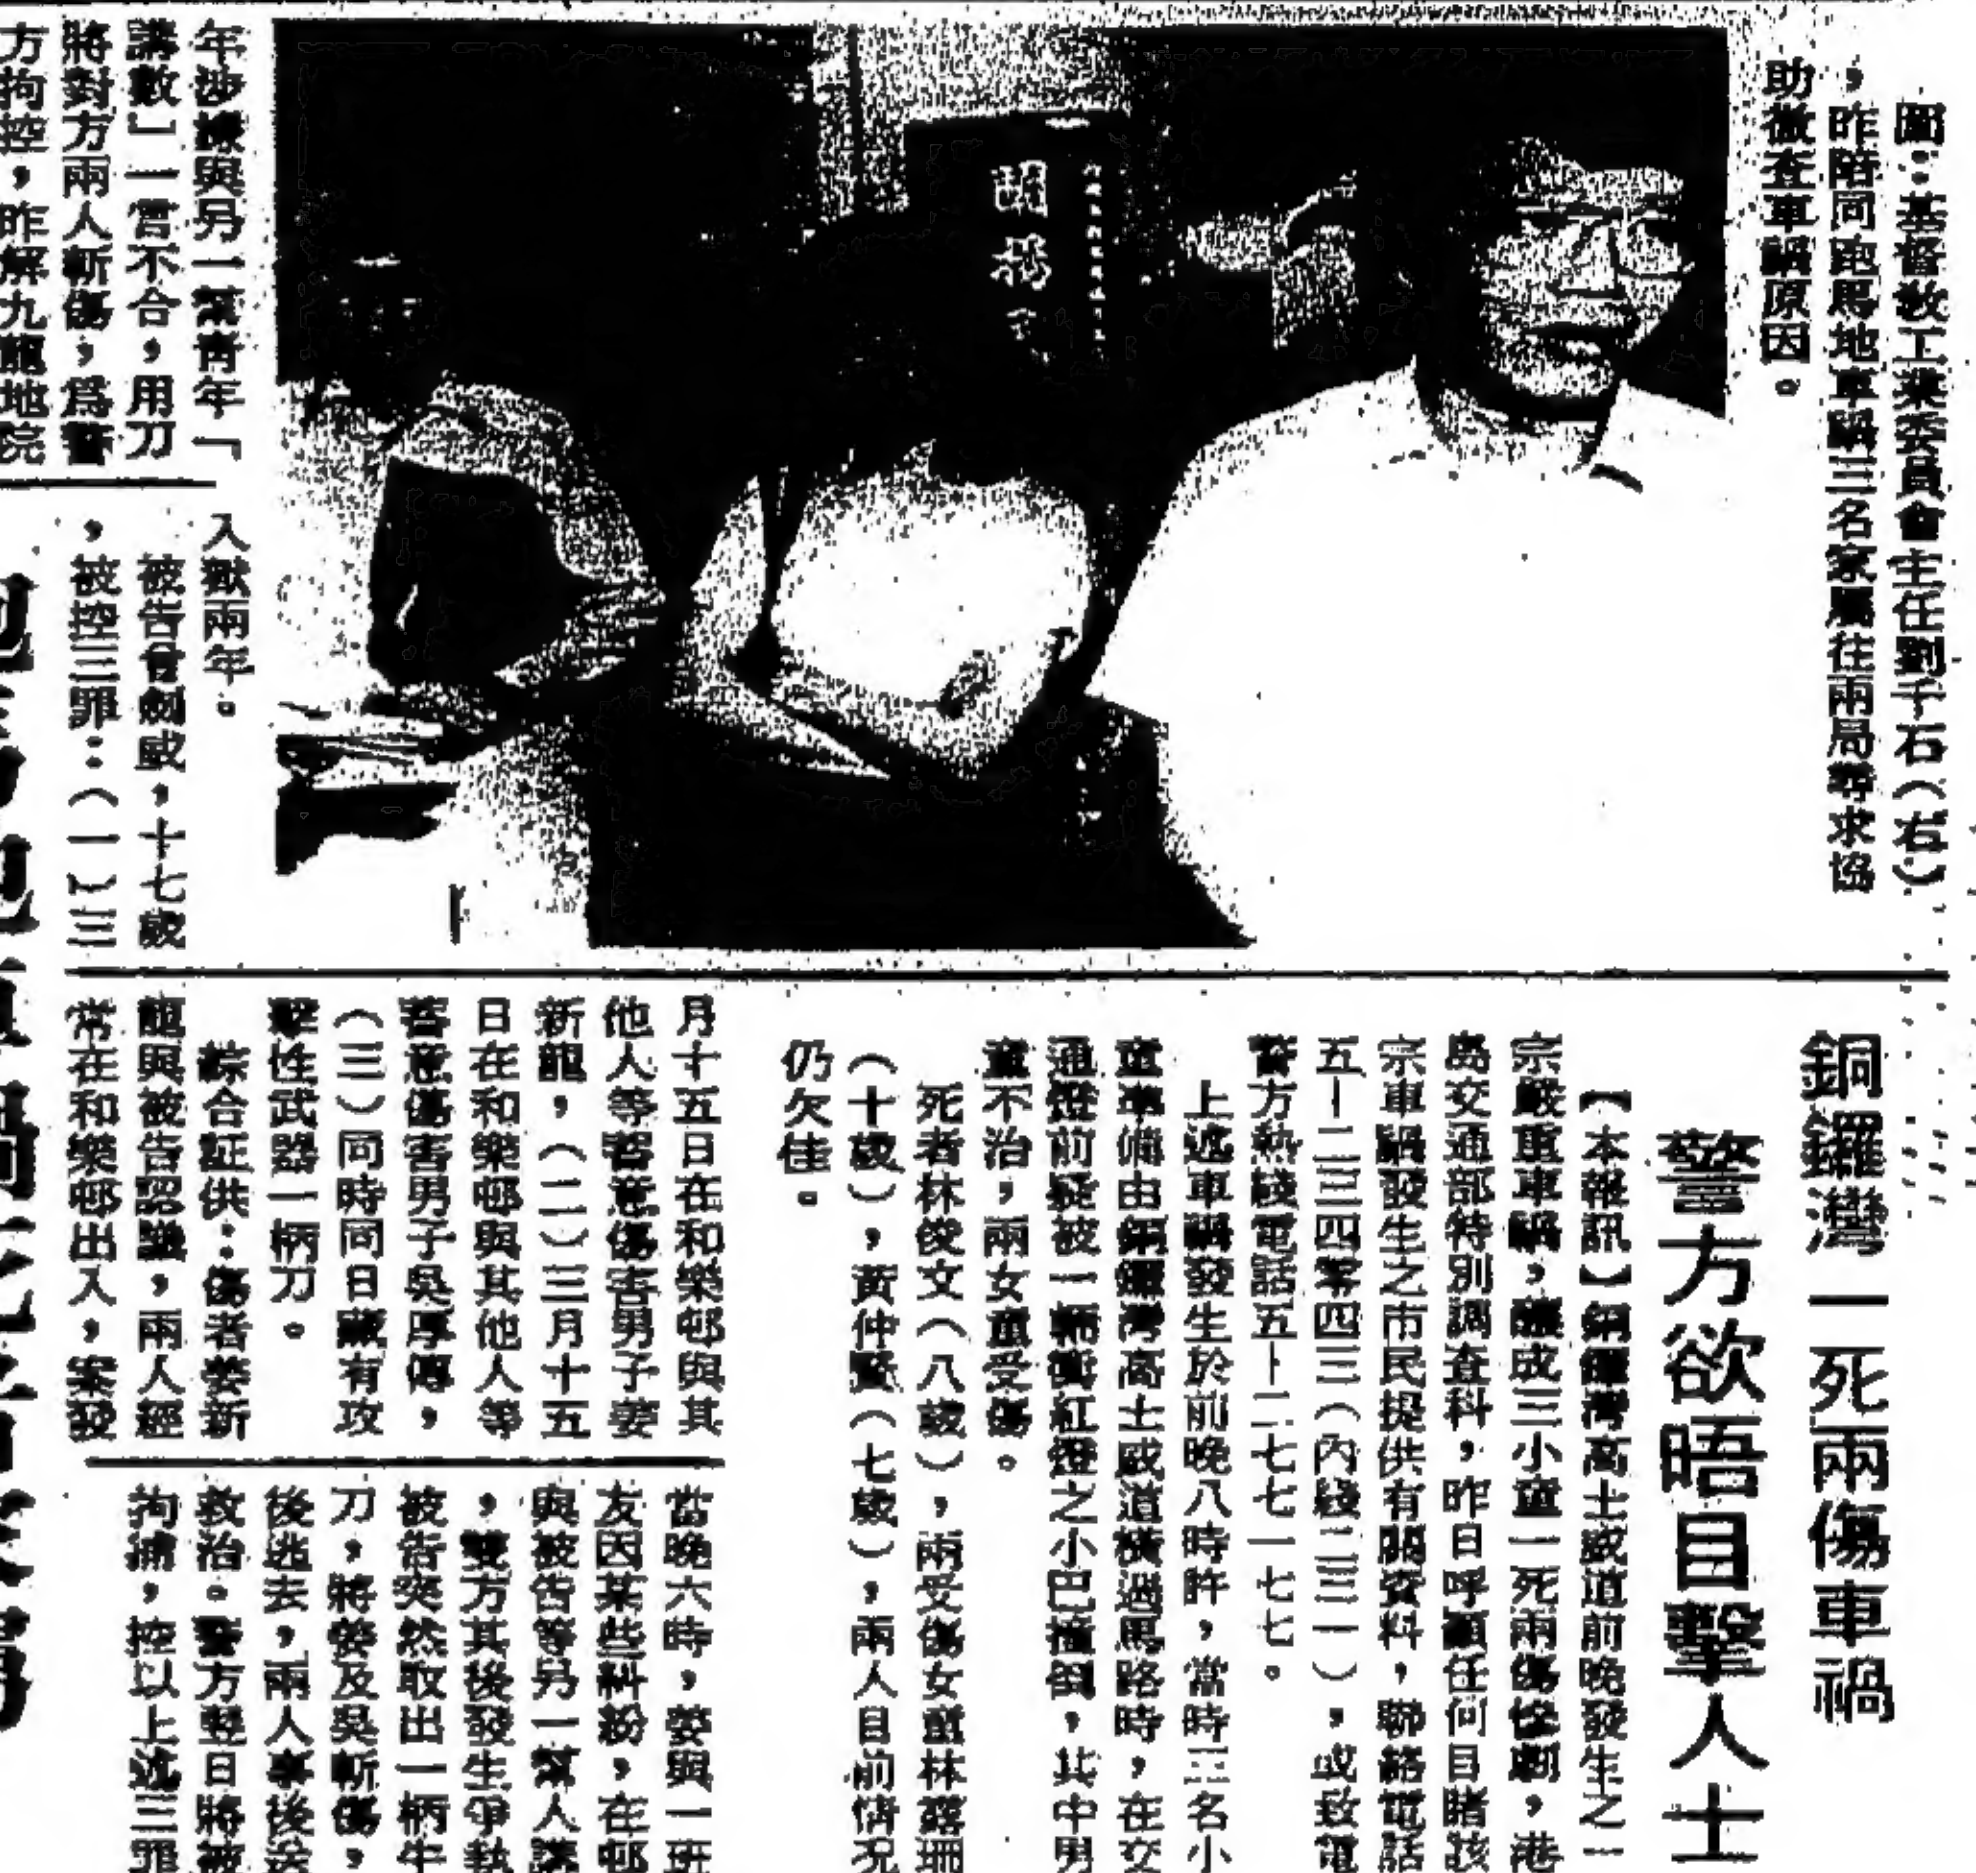 圖：基督教工業委員會主任劉千石（右）
，昨陪同跑馬地車禍三名家屬往兩局尋求協
助徹查車禍原因。
年涉嫌與另一幫青年「
講數」一言不合，用刀
將對方兩人斬傷，為警
方拘控，昨解九龍地院
入獄兩年。
被告曾劍威，十七歲
，被控三罪：（一）三
銅鑼灣一死兩傷車禍
警方欲晤目擊人士
【本報訊】銅鑼灣高士威道前晚發生之一
宗嚴重車禍，釀成三小童一死兩傷慘劇，港
島交通部特別調查科，昨日呼籲任何目睹該
宗車禍發生之市民提供有關資料，聯絡電話
五－二三四零四三（內綫二三一），或致電
警方熱綫電話五－二七七一七七。
上述車禍發生於前晚八時許，當時三名小
童準備由銅鑼灣高士威道橫過馬路時，在交
通燈前疑被一輛衝紅燈之小巴撞倒，其中男
童不治，兩女童受傷。
死者林俊文（八歲），兩受傷女童林露珊
（十歲），黃仲賢（七歲），兩人目前情況
仍欠佳。
月十五日在和樂邨與其
他人等蓄意傷害男子姜
新龍，（二）三月十五
日在和樂邨與其他人等
蓄意傷害男子吳厚傳，
（三）同時同日藏有攻
擊性武器一柄刀。
綜合証供：傷者姜新
龍與被告認識，兩人經
常在和樂邨出入，案發
當晚六時，姜與一班
友因某些糾紛，在邨
與被告等另一幫人講
，雙方其後發生爭執
被告突然取出一柄牛
刀，將姜及吳斬傷，
後逃去，兩人事後送
救治。警方翌日將被
拘捕，控以上述三罪